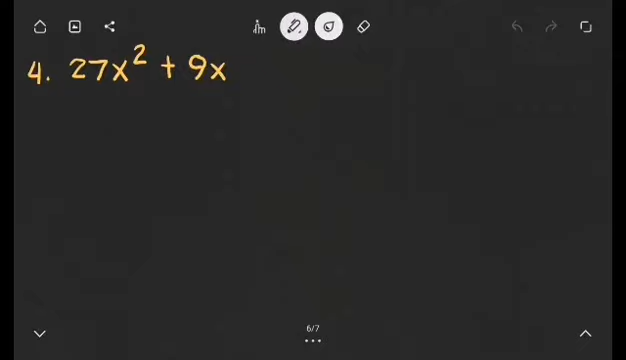 4. 27x² + 9x
6/7